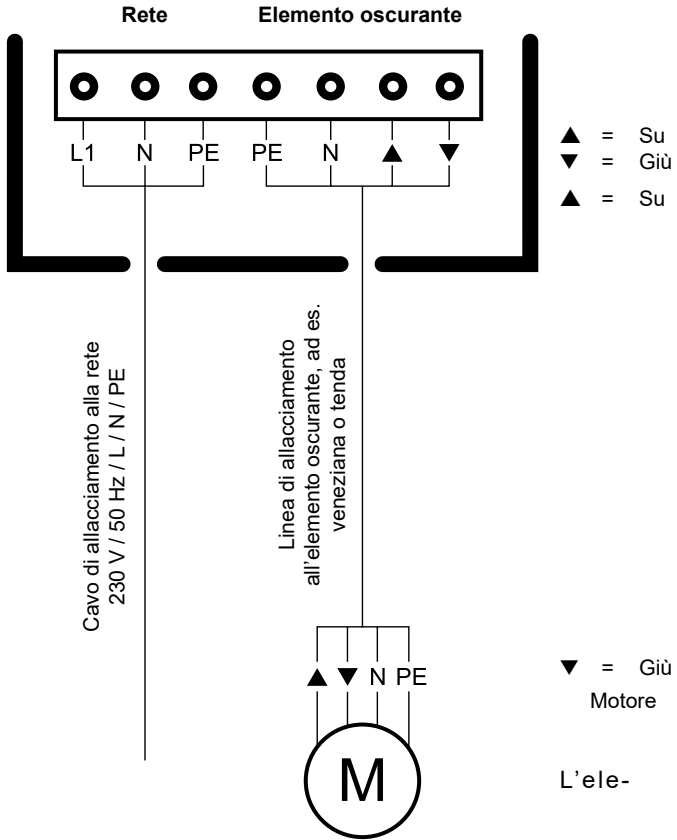 Rete Elemento oscurante
L1 N PE PE N ▲ ▼
▲ = Su
▼ = Giù
▲ = Su
Cavo di allacciamento alla rete
230 V / 50 Hz / L / N / PE
Linea di allacciamento
all'elemento oscurante, ad es.
veneziana o tenda
▲ ▼ N PE
M
▼ = Giù
Motore
L'ele-